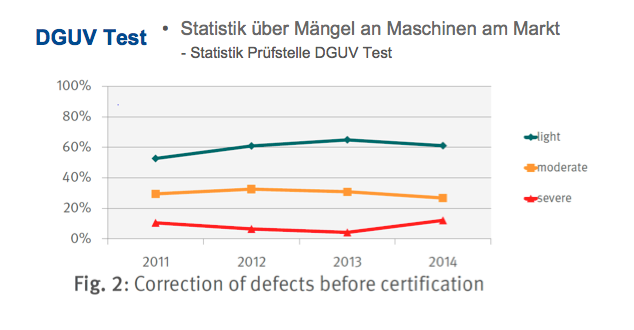 DGUV Test
• Statistik über Mängel an Maschinen am Markt
- Statistik Prüfstelle DGUV Test
100%
80%
60%
40%
20%
0%
2011 2012 2013 2014
light
moderate
severe
Fig. 2: Correction of defects before certification